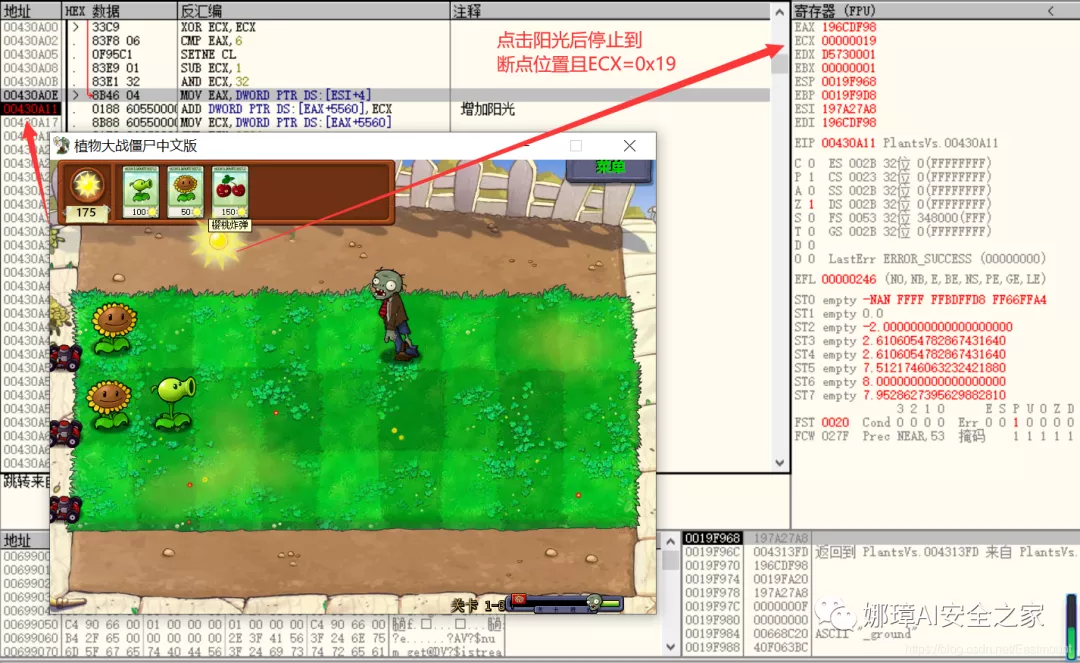 地址 HEX 数据 反汇编 注释 寄存器 (FPU) <
00430A00 > 33C9 XOR ECX,ECX
00430A02 . 83F8 06 CMP EAX,6
00430A05 . 0F95C1 SETNE CL
00430A08 . 83E9 01 SUB ECX,1
00430A0B . 83E1 32 AND ECX,32
00430A0E > 8B46 04 MOV EAX,DWORD PTR DS:[ESI+4]
00430A11 . 0188 60550000 ADD DWORD PTR DS:[EAX+5560],ECX 增加阳光
00430A17 . 8B88 60550000 MOV ECX,DWORD PTR DS:[EAX+5560]
点击阳光后停止到
断点位置且ECX=0x19
EAX 196CDF98
ECX 00000019
EDX D5730001
EBX 00000001
ESP 0019F968
EBP 0019F9D8
ESI 197A27A8
EDI 196CDF98
EIP 00430A11 PlantsVs.00430A11
C 0 ES 002B 32位 0(FFFFFFFF)
P 1 CS 0023 32位 0(FFFFFFFF)
A 0 SS 002B 32位 0(FFFFFFFF)
Z 1 DS 002B 32位 0(FFFFFFFF)
S 0 FS 0053 32位 348000(FFF)
T 0 GS 002B 32位 0(FFFFFFFF)
D 0
O 0 LastErr ERROR_SUCCESS (00000000)
EFL 00000246 (NO,NB,E,BE,NS,PE,GE,LE)
ST0 empty -NAN FFFF FFBDFFD8 FF66FFA4
ST1 empty 0.0
ST2 empty -2.0000000000000000000
ST3 empty 2.6106054782867431640
ST4 empty 2.6106054782867431640
ST5 empty 7.5121746063232421880
ST6 empty 8.0000000000000000000
ST7 empty 7.9528627395629882810
3 2 1 0 E S P U O Z D
FST 0020 Cond 0 0 0 0 Err 0 0 1 0 0 0 0
FCW 027F Prec NEAR,53 掩码 1 1 1 1 1
植物大战僵尸中文版
菜单
175
100
50
150
樱桃炸弹
跳转来自
关卡
地址
00699050 C4 90 66 00 01 00 00 00 00 00 00 00 C4 90 66 00
00699060 B4 2F 65 00 00 00 00 00 2E 3F 41 56 3F 24 6E 75 ?e......?AV?$nu
6D 5F 67 65 74 40 44 56 3F 24 69 73 74 72 65 61 m_get@DV?$istrea
0019F968 197A27A8
0019F96C 004313FD 返回到 PlantsVs.004313FD 来自 PlantsVs.
0019F970 196CDF98
0019F974 0019FA20
0019F978 197A27A8
0019F97C 0000000F
0019F980 00000000
0019F984 00668C20 ASCII "_ground"
0019F988 40F063BC
娜璋AI安全之家